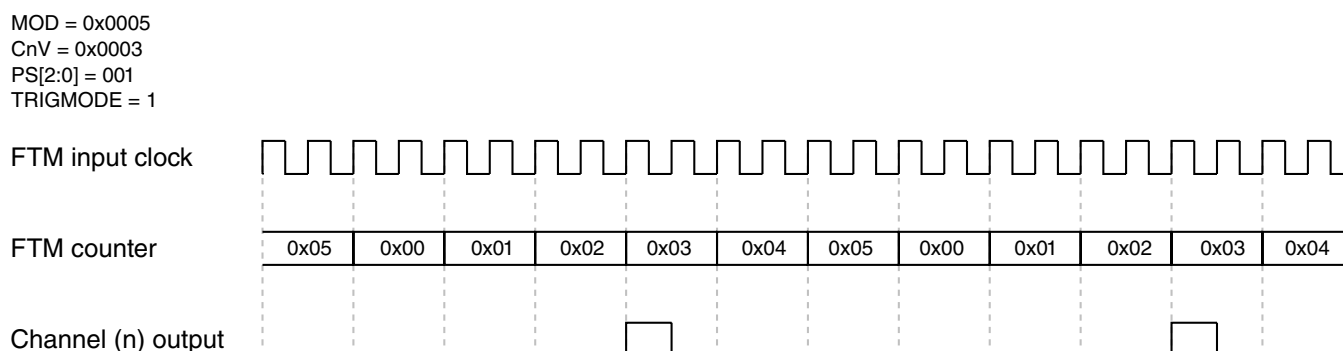 MOD = 0x0005
CnV = 0x0003
PS[2:0] = 001
TRIGMODE = 1
FTM input clock
FTM counter 0x05 0x00 0x01 0x02 0x03 0x04 0x05 0x00 0x01 0x02 0x03 0x04
Channel (n) output